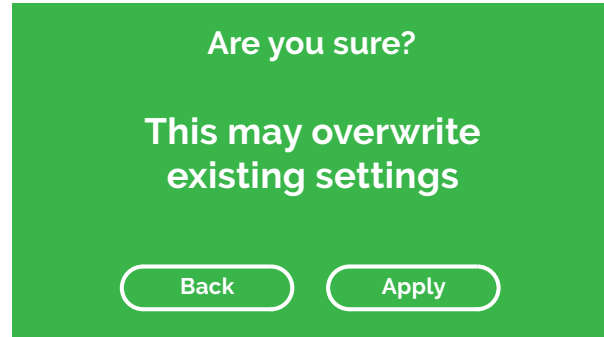 Are you sure?
This may overwrite
existing settings
Back
Apply